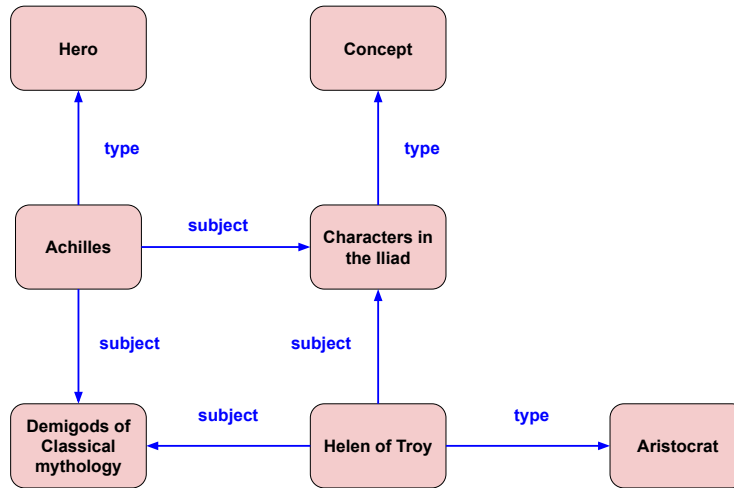 Hero
Concept
type
type
subject
Achilles
Characters in
the Iliad
subject
subject
Demigods of
Classical
mythology
subject
Helen of Troy
type
Aristocrat